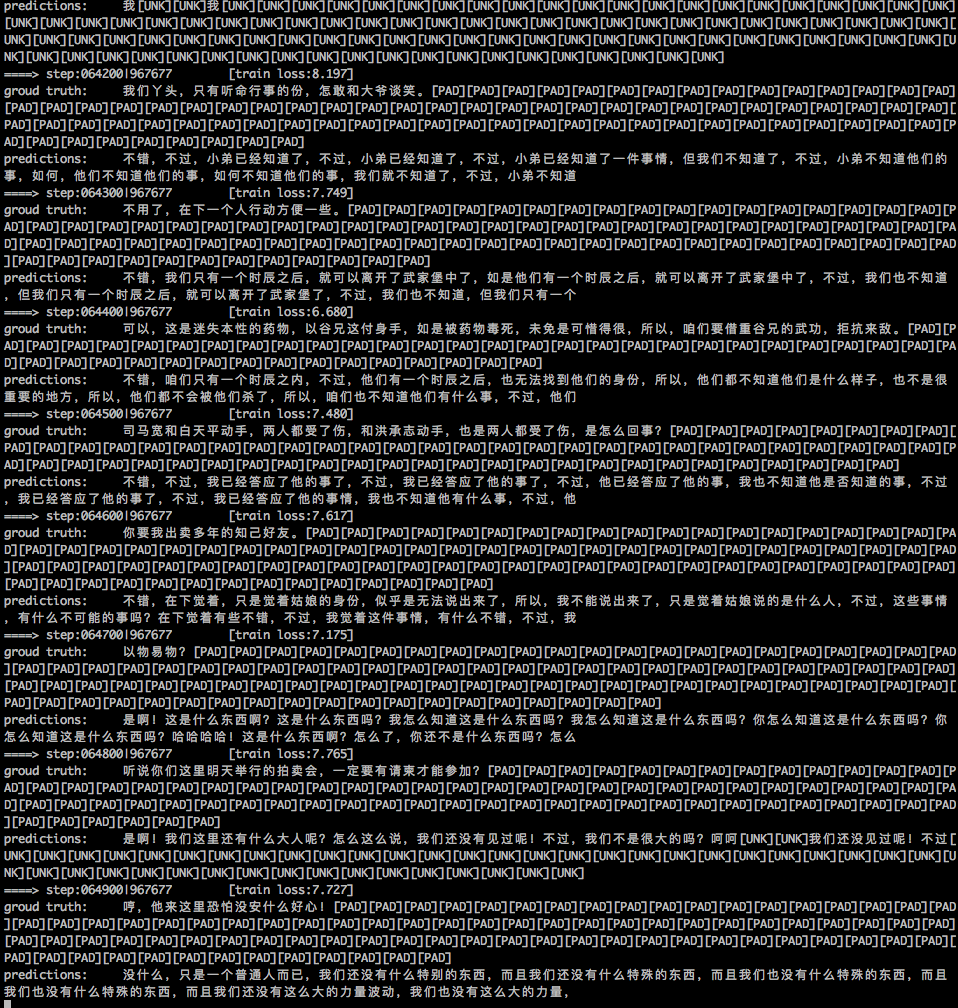 predictions:     我[UNK][UNK]我[UNK][UNK][UNK][UNK][UNK][UNK][UNK][UNK][UNK][UNK][UNK][UNK][UNK][UNK][UNK][UNK][UNK][UNK][UNK][UNK][UNK]
[UNK][UNK][UNK][UNK][UNK][UNK][UNK][UNK][UNK][UNK][UNK][UNK][UNK][UNK][UNK][UNK][UNK][UNK][UNK][UNK][UNK][UNK][UNK][UNK][UNK][UNK][UNK][
UNK][UNK][UNK][UNK][UNK][UNK][UNK][UNK][UNK][UNK][UNK][UNK][UNK][UNK][UNK][UNK][UNK][UNK][UNK][UNK][UNK][UNK][UNK][UNK][UNK][UNK][UNK][U
NK][UNK][UNK][UNK][UNK][UNK][UNK][UNK][UNK][UNK][UNK][UNK][UNK][UNK][UNK][UNK][UNK][UNK][UNK][UNK][UNK]
====> step:064200|967677        [train loss:8.197]
groud truth:     我们丫头，只有听命行事的份，怎敢和大爷谈笑。[PAD][PAD][PAD][PAD][PAD][PAD][PAD][PAD][PAD][PAD][PAD][PAD][PAD][PAD][PAD]
[PAD][PAD][PAD][PAD][PAD][PAD][PAD][PAD][PAD][PAD][PAD][PAD][PAD][PAD][PAD][PAD][PAD][PAD][PAD][PAD][PAD][PAD][PAD][PAD][PAD][PAD][PAD][
PAD][PAD][PAD][PAD][PAD][PAD][PAD][PAD][PAD][PAD][PAD][PAD][PAD][PAD][PAD][PAD][PAD][PAD][PAD][PAD][PAD][PAD][PAD][PAD][PAD][PAD][PAD][P
AD][PAD][PAD][PAD][PAD][PAD][PAD][PAD][PAD]
predictions:     不错，不过，小弟已经知道了，不过，小弟已经知道了，不过，小弟已经知道了一件事情，但我们不知道了，不过，小弟不知道他们的
事，如何，他们不知道他们的事，如何不知道他们的事，我们就不知道了，不过，小弟不知道
====> step:064300|967677        [train loss:7.749]
groud truth:     不用了，在下一个人行动方便一些。[PAD][PAD][PAD][PAD][PAD][PAD][PAD][PAD][PAD][PAD][PAD][PAD][PAD][PAD][PAD][PAD][PAD][P
AD][PAD][PAD][PAD][PAD][PAD][PAD][PAD][PAD][PAD][PAD][PAD][PAD][PAD][PAD][PAD][PAD][PAD][PAD][PAD][PAD][PAD][PAD][PAD][PAD][PAD][PAD][PA
D][PAD][PAD][PAD][PAD][PAD][PAD][PAD][PAD][PAD][PAD][PAD][PAD][PAD][PAD][PAD][PAD][PAD][PAD][PAD][PAD][PAD][PAD][PAD][PAD][PAD][PAD][PAD
][PAD][PAD][PAD][PAD][PAD][PAD][PAD][PAD][PAD][PAD][PAD][PAD]
predictions:     不错，我们只有一个时辰之后，就可以离开了武家堡中了，如是他们有一个时辰之后，就可以离开了武家堡中了，不过，我们也不知道
，但我们只有一个时辰之后，就可以离开了武家堡了，不过，我们也不知道，但我们只有一个
====> step:064400|967677        [train loss:6.680]
groud truth:     可以，这是迷失本性的药物，以谷兄这付身手，如是被药物毒死，未免是可惜得很，所以，咱们要借重谷兄的武功，拒抗来敌。[PAD][P
AD][PAD][PAD][PAD][PAD][PAD][PAD][PAD][PAD][PAD][PAD][PAD][PAD][PAD][PAD][PAD][PAD][PAD][PAD][PAD][PAD][PAD][PAD][PAD][PAD][PAD][PAD][PA
D][PAD][PAD][PAD][PAD][PAD][PAD][PAD][PAD][PAD][PAD][PAD][PAD][PAD][PAD][PAD]
predictions:     不错，咱们只有一个时辰之内，不过，他们有一个时辰之后，也无法找到他们的身份，所以，他们都不知道他们是什么样子，也不是很
重要的地方，所以，他们都不会被他们杀了，所以，咱们也不知道他们有什么事，不过，他们
====> step:064500|967677        [train loss:7.480]
groud truth:     司马宽和白天平动手，两人都受了伤，和洪承志动手，也是两人都受了伤，是怎么回事？[PAD][PAD][PAD][PAD][PAD][PAD][PAD][PAD][
PAD][PAD][PAD][PAD][PAD][PAD][PAD][PAD][PAD][PAD][PAD][PAD][PAD][PAD][PAD][PAD][PAD][PAD][PAD][PAD][PAD][PAD][PAD][PAD][PAD][PAD][PAD][P
AD][PAD][PAD][PAD][PAD][PAD][PAD][PAD][PAD][PAD][PAD][PAD][PAD][PAD][PAD][PAD][PAD][PAD][PAD][PAD][PAD][PAD][PAD][PAD][PAD][PAD]
predictions:     不错，不过，我已经答应了他的事了，不过，我已经答应了他的事了，不过，他已经答应了他的事，我也不知道他是否知道的事，不过
，我已经答应了他的事了，不过，我已经答应了他的事情，我也不知道他有什么事，不过，他
====> step:064600|967677        [train loss:7.617]
groud truth:     你要我出卖多年的知己好友。[PAD][PAD][PAD][PAD][PAD][PAD][PAD][PAD][PAD][PAD][PAD][PAD][PAD][PAD][PAD][PAD][PAD][PAD][PA
D][PAD][PAD][PAD][PAD][PAD][PAD][PAD][PAD][PAD][PAD][PAD][PAD][PAD][PAD][PAD][PAD][PAD][PAD][PAD][PAD][PAD][PAD][PAD][PAD][PAD][PAD][PAD
][PAD][PAD][PAD][PAD][PAD][PAD][PAD][PAD][PAD][PAD][PAD][PAD][PAD][PAD][PAD][PAD][PAD][PAD][PAD][PAD][PAD][PAD][PAD][PAD][PAD][PAD][PAD]
[PAD][PAD][PAD][PAD][PAD][PAD][PAD][PAD][PAD][PAD][PAD][PAD][PAD][PAD]
predictions:     不错，在下觉着，只是觉着姑娘的身份，似乎是无法说出来了，所以，我不能说出来了，只是觉着姑娘说的是什么人，不过，这些事情
，有什么不可能的事吗？在下觉着有些不错，不过，我觉着这件事情，有什么不错，不过，我
====> step:064700|967677        [train loss:7.175]
groud truth:     以物易物？[PAD][PAD][PAD][PAD][PAD][PAD][PAD][PAD][PAD][PAD][PAD][PAD][PAD][PAD][PAD][PAD][PAD][PAD][PAD][PAD][PAD][PAD
][PAD][PAD][PAD][PAD][PAD][PAD][PAD][PAD][PAD][PAD][PAD][PAD][PAD][PAD][PAD][PAD][PAD][PAD][PAD][PAD][PAD][PAD][PAD][PAD][PAD][PAD][PAD]
[PAD][PAD][PAD][PAD][PAD][PAD][PAD][PAD][PAD][PAD][PAD][PAD][PAD][PAD][PAD][PAD][PAD][PAD][PAD][PAD][PAD][PAD][PAD][PAD][PAD][PAD][PAD][
PAD][PAD][PAD][PAD][PAD][PAD][PAD][PAD][PAD][PAD][PAD][PAD][PAD][PAD][PAD][PAD][PAD][PAD][PAD]
predictions:     是啊！这是什么东西啊？这是什么东西吗？我怎么知道这是什么东西吗？我怎么知道这是什么东西吗？你怎么知道这是什么东西吗？你
怎么知道这是什么东西吗？哈哈哈哈！这是什么东西啊？怎么了，你还不是什么东西吗？怎么
====> step:064800|967677        [train loss:7.765]
groud truth:     听说你们这里明天举行的拍卖会，一定要有请柬才能参加？[PAD][PAD][PAD][PAD][PAD][PAD][PAD][PAD][PAD][PAD][PAD][PAD][PAD][P
AD][PAD][PAD][PAD][PAD][PAD][PAD][PAD][PAD][PAD][PAD][PAD][PAD][PAD][PAD][PAD][PAD][PAD][PAD][PAD][PAD][PAD][PAD][PAD][PAD][PAD][PAD][PA
D][PAD][PAD][PAD][PAD][PAD][PAD][PAD][PAD][PAD][PAD][PAD][PAD][PAD][PAD][PAD][PAD][PAD][PAD][PAD][PAD][PAD][PAD][PAD][PAD][PAD][PAD][PAD
][PAD][PAD][PAD][PAD][PAD][PAD]
predictions:     是啊！我们这里还有什么大人呢？怎么这么说，我们还没有见过呢！不过，我们不是很大的吗？呵呵[UNK][UNK]我们还没见过呢！不过[
UNK][UNK][UNK][UNK][UNK][UNK][UNK][UNK][UNK][UNK][UNK][UNK][UNK][UNK][UNK][UNK][UNK][UNK][UNK][UNK][UNK][UNK][UNK][UNK][UNK][UNK][UNK][U
NK][UNK][UNK][UNK][UNK][UNK][UNK][UNK][UNK][UNK][UNK][UNK][UNK][UNK][UNK][UNK]
====> step:064900|967677        [train loss:7.727]
groud truth:     哼，他来这里恐怕没安什么好心！[PAD][PAD][PAD][PAD][PAD][PAD][PAD][PAD][PAD][PAD][PAD][PAD][PAD][PAD][PAD][PAD][PAD][PAD
][PAD][PAD][PAD][PAD][PAD][PAD][PAD][PAD][PAD][PAD][PAD][PAD][PAD][PAD][PAD][PAD][PAD][PAD][PAD][PAD][PAD][PAD][PAD][PAD][PAD][PAD][PAD]
[PAD][PAD][PAD][PAD][PAD][PAD][PAD][PAD][PAD][PAD][PAD][PAD][PAD][PAD][PAD][PAD][PAD][PAD][PAD][PAD][PAD][PAD][PAD][PAD][PAD][PAD][PAD][
PAD][PAD][PAD][PAD][PAD][PAD][PAD][PAD][PAD][PAD][PAD][PAD][PAD]
predictions:     没什么，只是一个普通人而已，我们还没有什么特别的东西，而且我们还没有什么特殊的东西，而且我们也没有什么特殊的东西，而且
我们也没有什么特殊的东西，而且我们还没有这么大的力量波动，我们也没有这么大的力量，